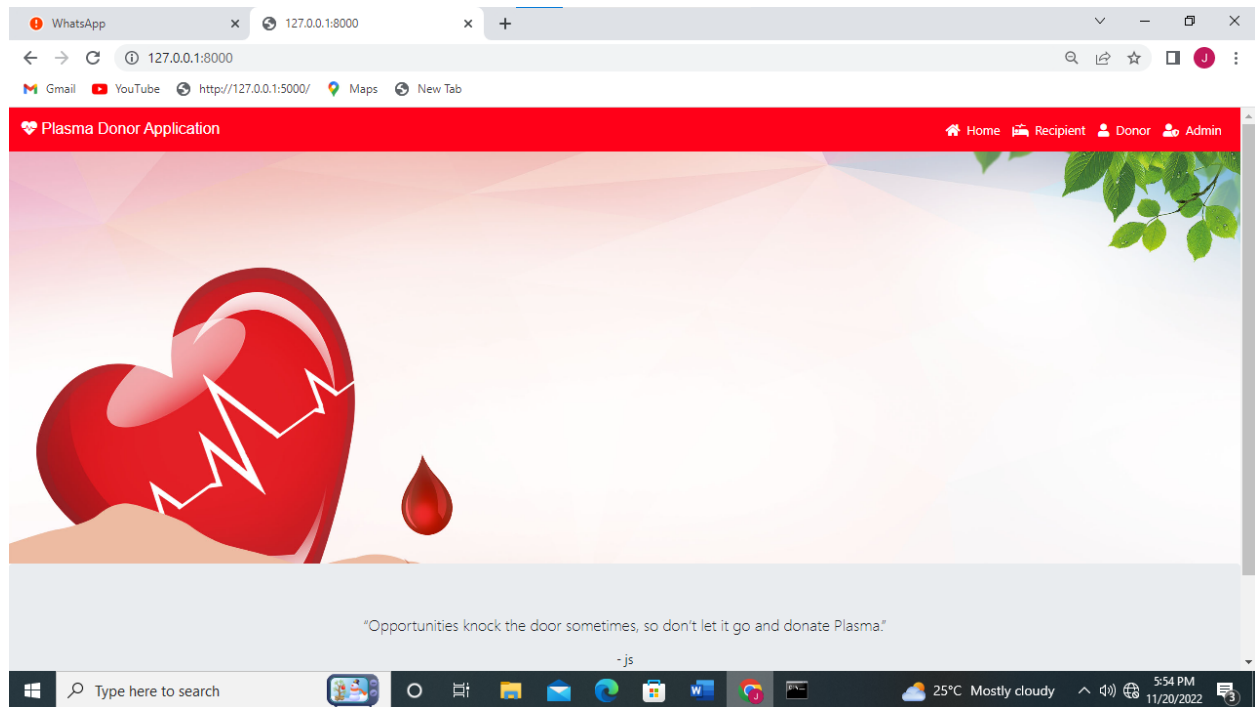 WhatsApp
127.0.0.1:8000
127.0.0.1:8000
J
Gmail YouTube http://127.0.0.1:5000/ Maps New Tab
Plasma Donor Application
Home Recipient Donor Admin
“Opportunities knock the door sometimes, so don't let it go and donate Plasma.”
- js
Type here to search
25°C Mostly cloudy
5:54 PM
11/20/2022
3